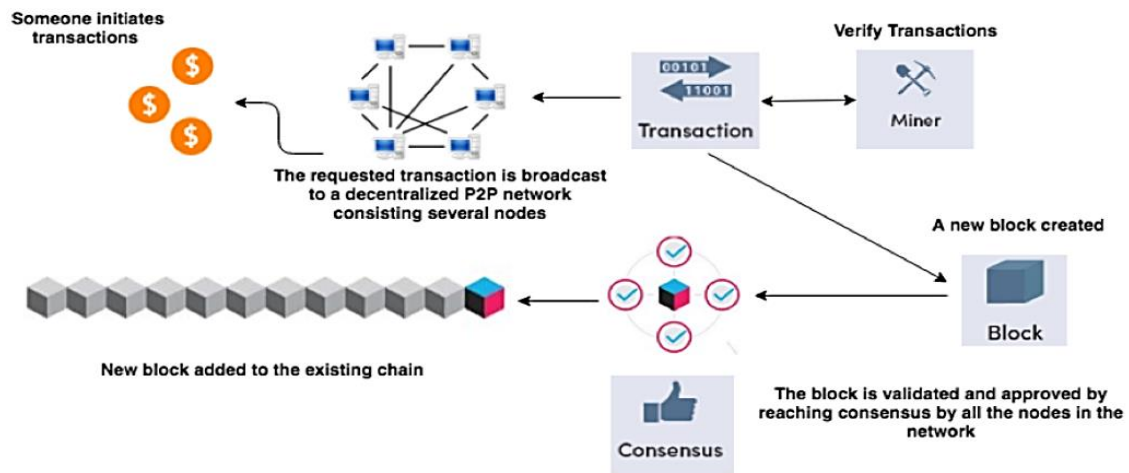 Someone initiates
transactions
$
$
$
The requested transaction is broadcast
to a decentralized P2P network
consisting several nodes
00101
11001
Transaction
Verify Transactions
Miner
A new block created
Block
New block added to the existing chain
Consensus
The block is validated and approved by
reaching consensus by all the nodes in the
network